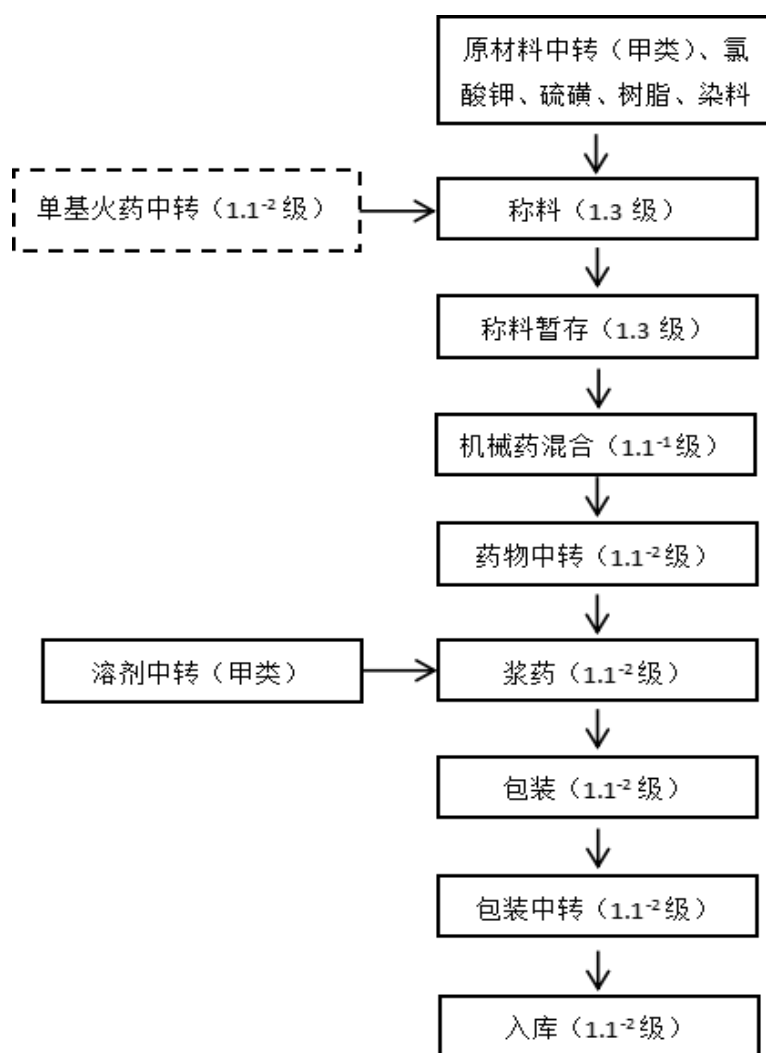 原材料中转（甲类）、氯
酸钾、硫磺、树脂、染料
单基火药中转（1.1⁻² 级）
称料（1.3 级）
称料暂存（1.3 级）
机械药混合（1.1⁻¹级）
药物中转（1.1⁻²级）
溶剂中转（甲类）
浆药（1.1⁻²级）
包装（1.1⁻² 级）
包装中转（1.1⁻²级）
入库（1.1⁻²级）